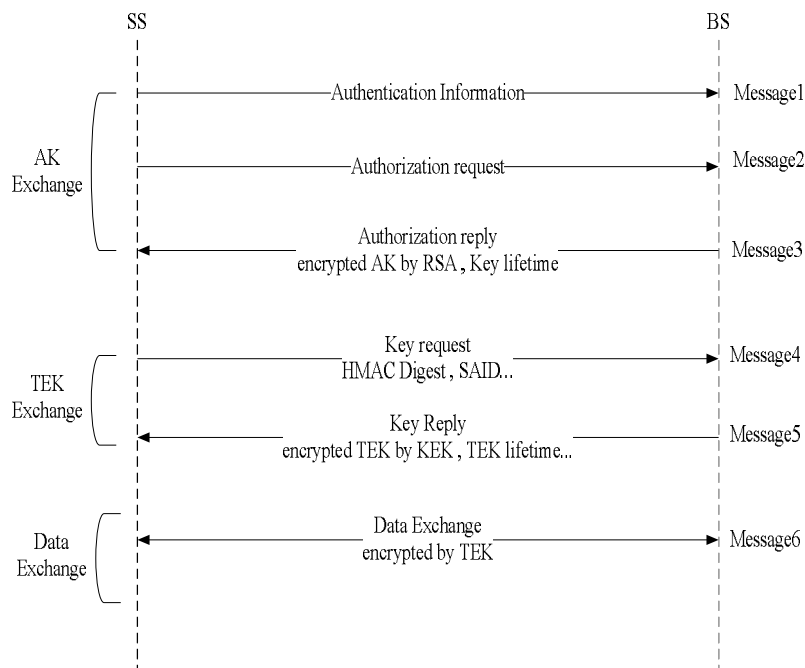 SS
BS
Authentication Information
Message1
AK
Exchange
Authorization request
Message2
Authorization reply
encrypted AK by RSA , Key lifetime
Message3
Key request
HMAC Digest , SAID...
Message4
TEK
Exchange
Key Reply
encrypted TEK by KEK , TEK lifetime...
Message5
Data
Exchange
Data Exchange
encrypted by TEK
Message6